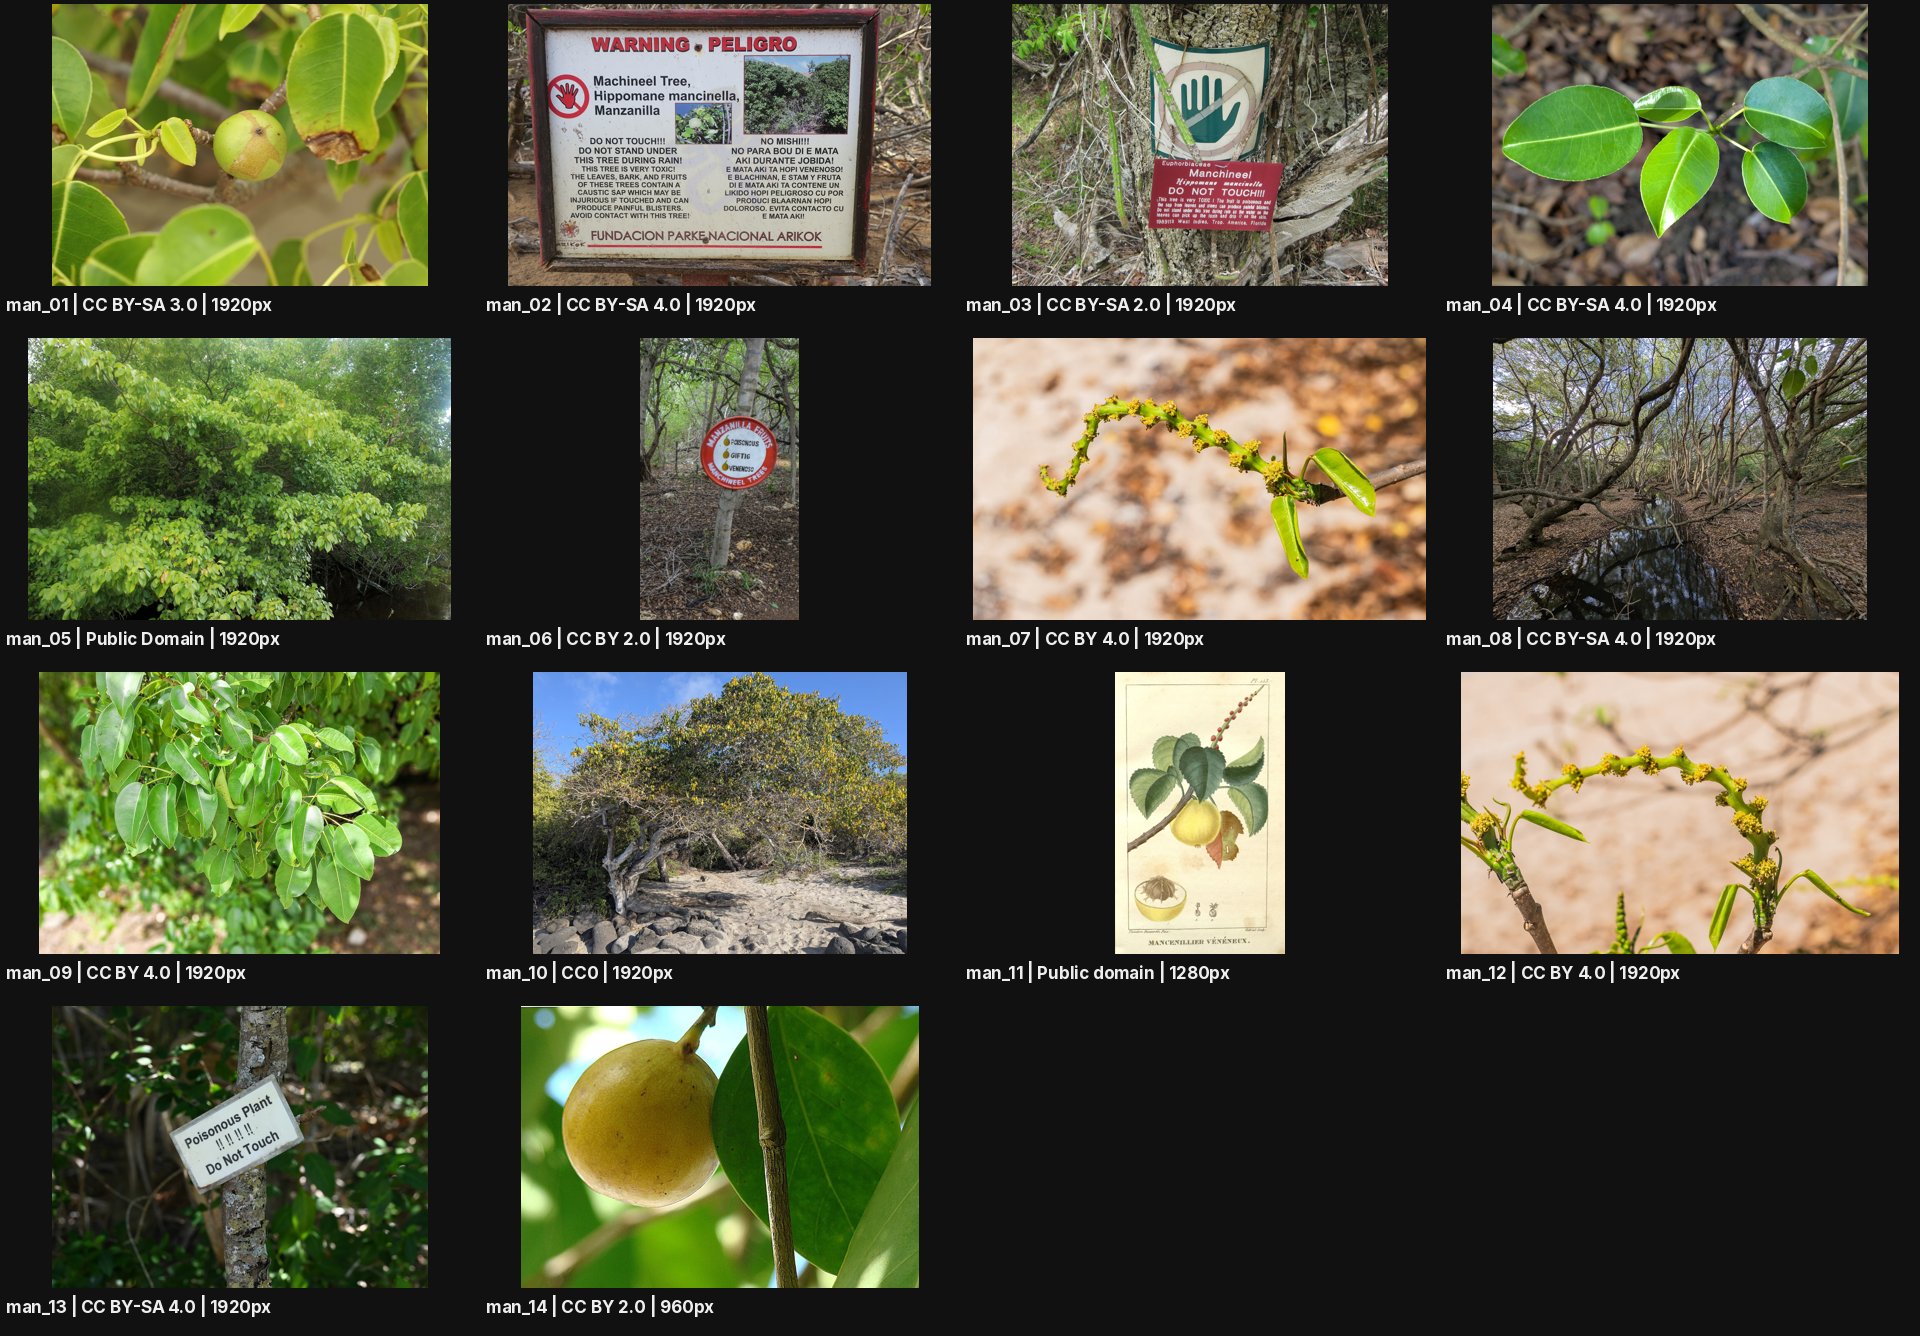 WARNING PELIGRO
Machineel Tree,
Hippomane mancinella,
Manzanilla
DO NOT TOUCH!!!
DO NOT STAND UNDER
THIS TREE DURING RAIN!
THIS TREE IS VERY TOXIC!
THE LEAVES, BARK, AND FRUITS
OF THESE TREES CONTAIN A
CAUSTIC SAP WHICH MAY BE
INJURIOUS IF TOUCHED AND CAN
PRODUCE PAINFUL BLISTERS.
AVOID CONTACT WITH THIS TREE!
NO MISHI!!!
NO PARA BOU DI E MATA
AKI DURANTE JOBIDA!
E MATA AKI TA HOPI VENENOSO!
E BLACHINAN, E STAM Y FRUTA
DI E MATA AKI TA CONTENE UN
LIKIDO HOPI PELIGROSO CU POR
PRODUCI BLAARNAN HOPI
DOLOROSO. EVITA CONTACTO CU
E MATA AKI!
FUNDACION PARKE NACIONAL ARIKOK
Euphorbiaceae
Manchineel
Hippomane mancinella
DO NOT TOUCH!!!
man_01 | CC BY-SA 3.0 | 1920px
man_02 | CC BY-SA 4.0 | 1920px
man_03 | CC BY-SA 2.0 | 1920px
man_04 | CC BY-SA 4.0 | 1920px
MANZANILLA FRUITS
POISONOUS
GIFTIG
VENENOSO
MANCHINEEL TREES
man_05 | Public Domain | 1920px
man_06 | CC BY 2.0 | 1920px
man_07 | CC BY 4.0 | 1920px
man_08 | CC BY-SA 4.0 | 1920px
MANCENILLIER VÉNÉNEUX.
man_09 | CC BY 4.0 | 1920px
man_10 | CC0 | 1920px
man_11 | Public domain | 1280px
man_12 | CC BY 4.0 | 1920px
Poisonous Plant
!! !! !! !!
Do Not Touch
man_13 | CC BY-SA 4.0 | 1920px
man_14 | CC BY 2.0 | 960px